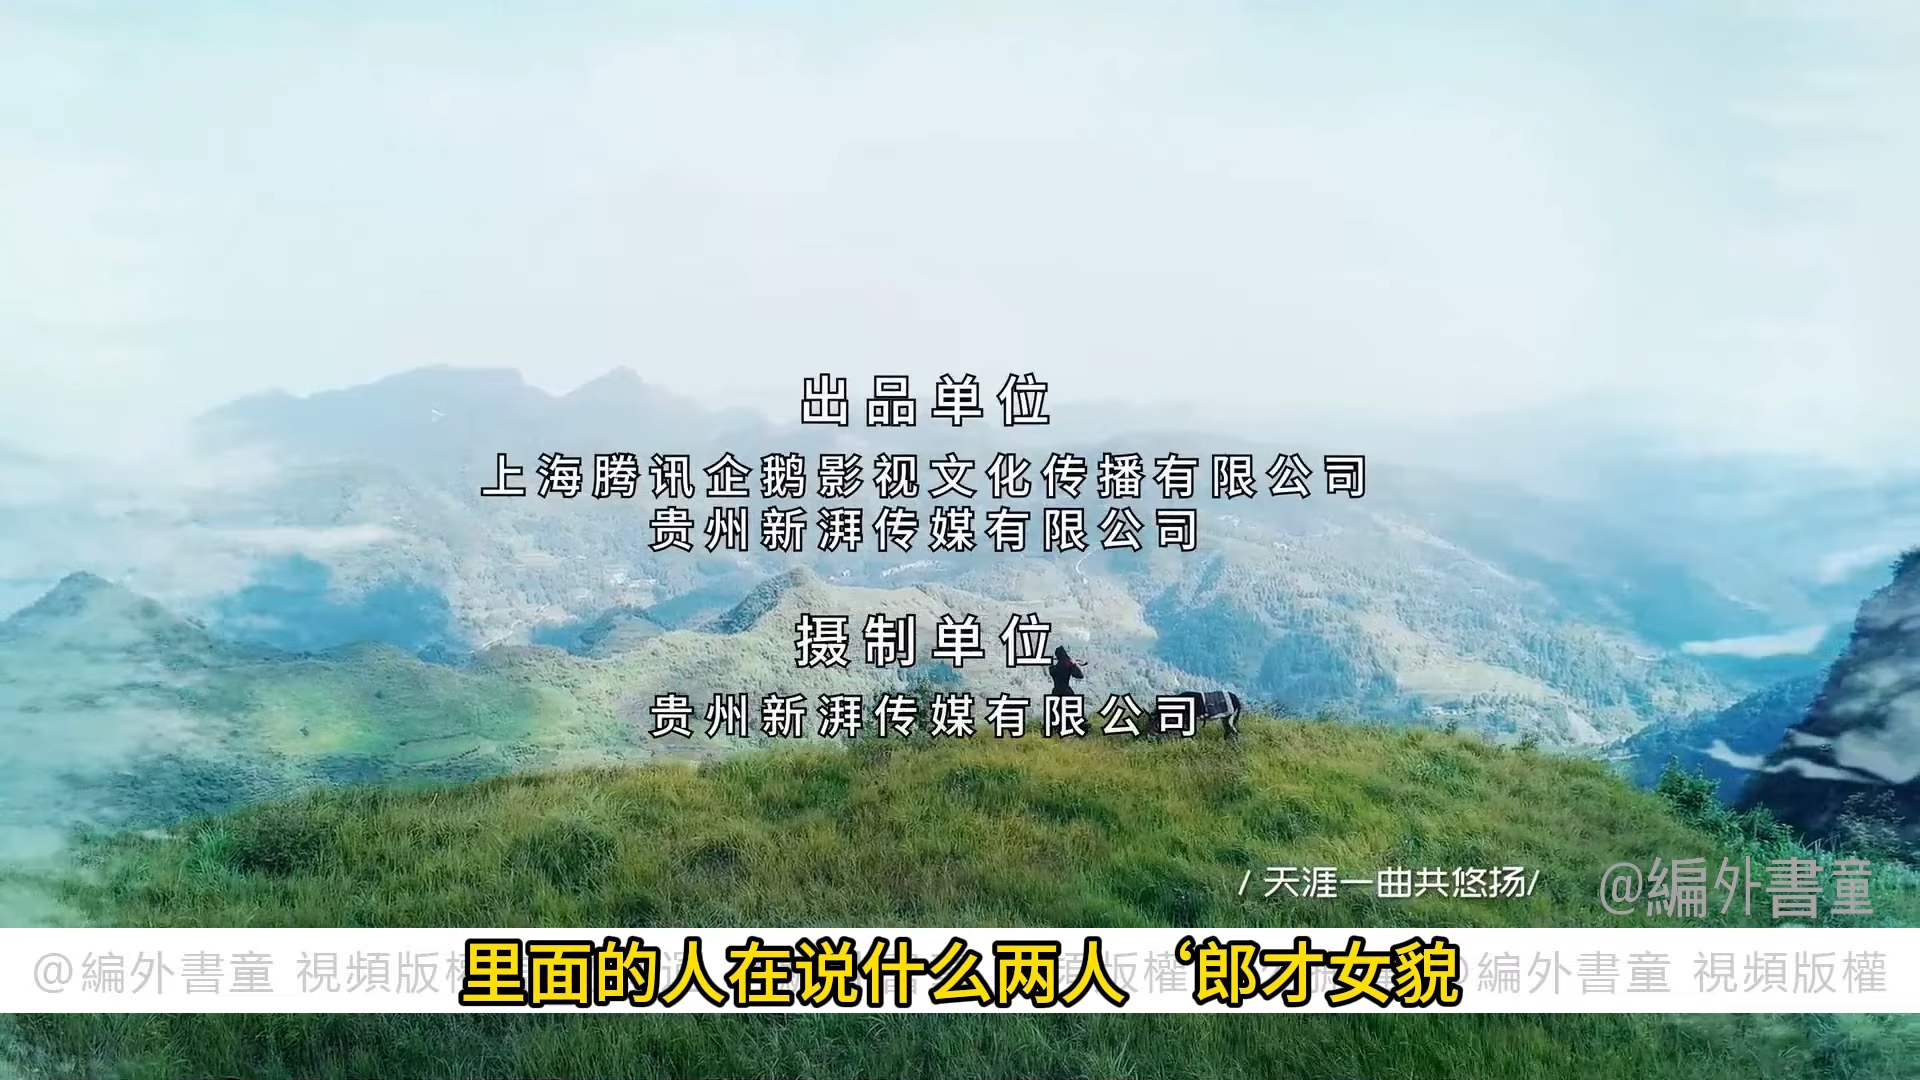 出品单位
上海腾讯企鹅影视文化传播有限公司
贵州新湃传媒有限公司
摄制单位
贵州新湃传媒有限公司
/ 天涯一曲共悠扬/
@編外書童
@編外書童 視頻版權
里面的人在说什么两人‘郎才女貌
頻版權
@編外書童 視頻版權